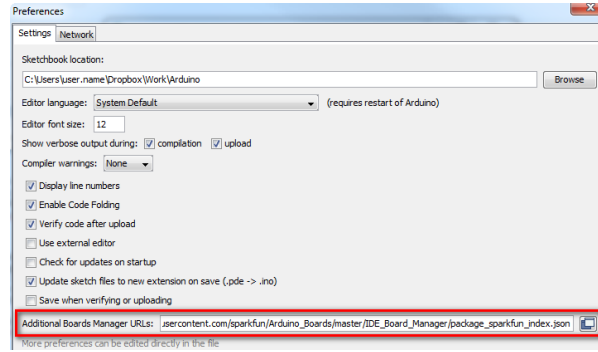 Preferences
Settings Network
Sketchbook location:
C:\Users\user.name\Dropbox\Work\Arduino Browse
Editor language: System Default (requires restart of Arduino)
Editor font size: 12
Show verbose output during: compilation upload
Compiler warnings: None
Display line numbers
Enable Code Folding
Verify code after upload
Use external editor
Check for updates on startup
Update sketch files to new extension on save (.pde -> .ino)
Save when verifying or uploading
Additional Boards Manager URLs: usercontent.com/sparkfun/Arduino_Boards/master/IDE_Board_Manager/package_sparkfun_index.json
More preferences can be edited directly in the file